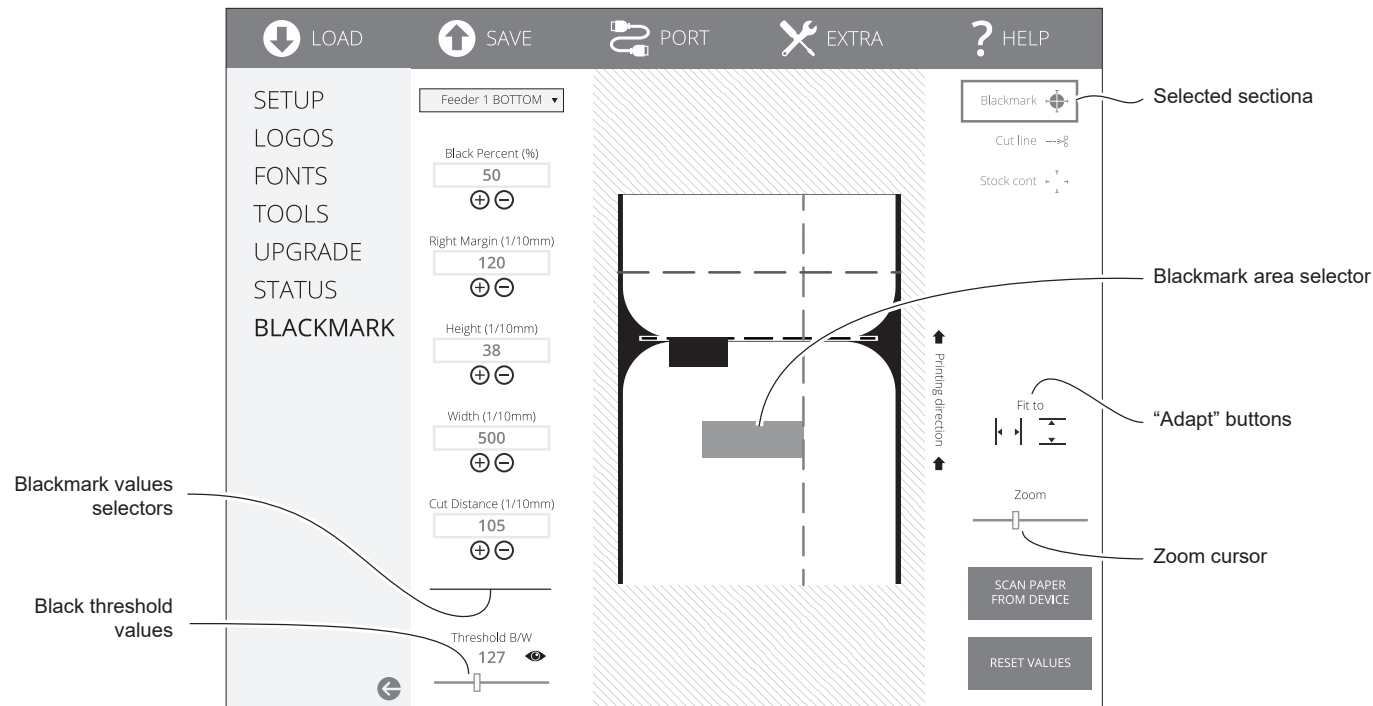 LOAD
SAVE
PORT
EXTRA
? HELP
SETUP
LOGOS
FONTS
TOOLS
UPGRADE
STATUS
BLACKMARK
Feeder 1 BOTTOM
Black Percent (%)
50
Right Margin (1/10mm)
120
Height (1/10mm)
38
Width (1/10mm)
500
Cut Distance (1/10mm)
105
Threshold B/W
127
Printing direction
Blackmark
Cut line
Stock cont
Fit to
Zoom
SCAN PAPER
FROM DEVICE
RESET VALUES
Selected sectiona
Blackmark area selector
“Adapt” buttons
Zoom cursor
Blackmark values
selectors
Black threshold
values